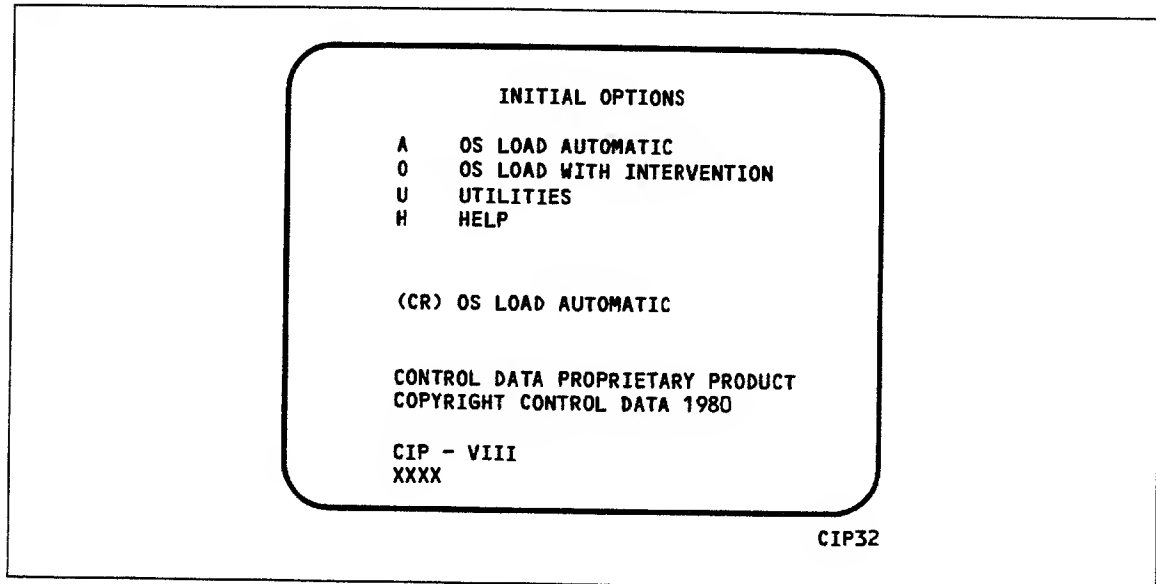 INITIAL OPTIONS
A OS LOAD AUTOMATIC
O OS LOAD WITH INTERVENTION
U UTILITIES
H HELP
(CR) OS LOAD AUTOMATIC
CONTROL DATA PROPRIETARY PRODUCT
COPYRIGHT CONTROL DATA 1980
CIP - VIII
XXXX
CIP32